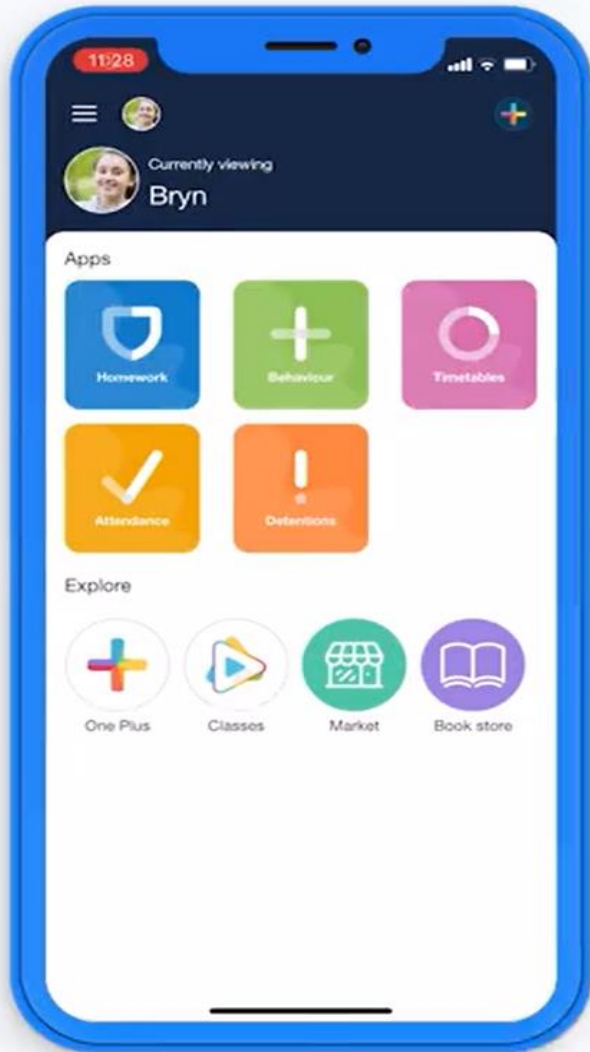 11:28
Currently viewing
Bryn
Apps
Homework
Behaviour
Timetables
Attendance
Detentions
Explore
One Plus
Classes
Market
Book store